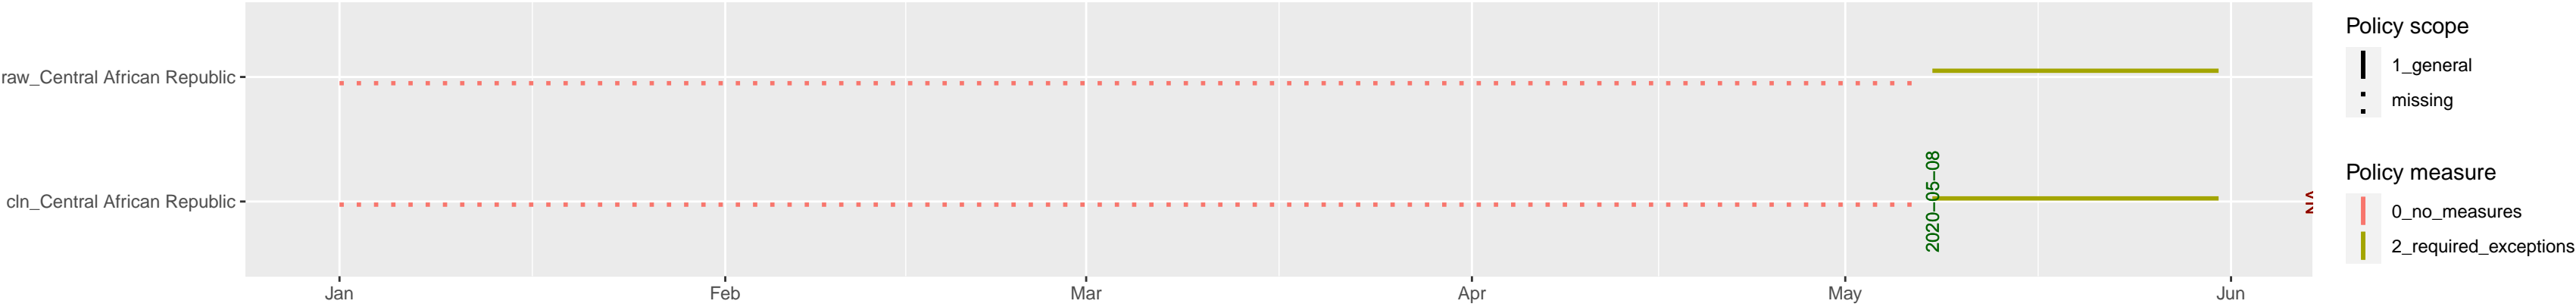 raw_Central African Republic
cln_Central African Republic
2020−05−08
Jan
Feb
Mar
Apr
May
Jun
Policy scope
1_general
missing
Policy measure
0_no_measures
2_required_exceptions